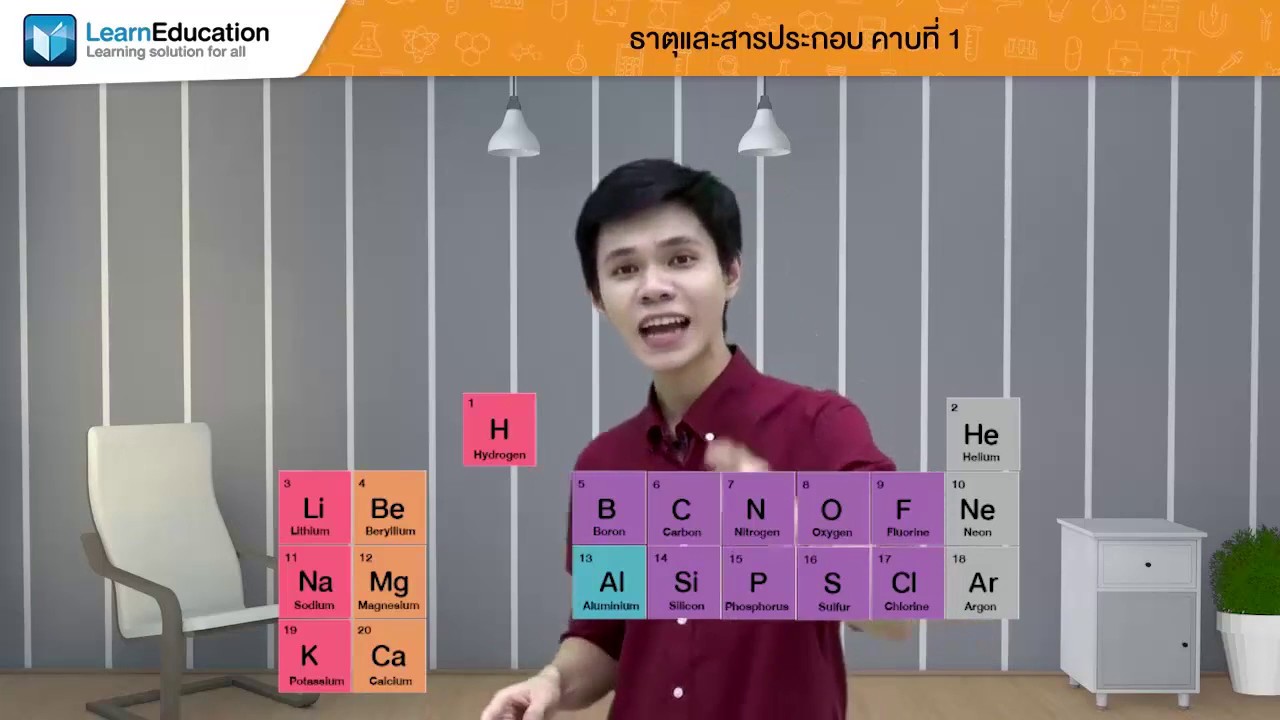 LearnEducation
Learning solution for all
ธาตุและสารประกอบ คาบที่ 1
1
H
Hydrogen
2
He
Helium
3
Li
Lithium
4
Be
Beryllium
5
B
Boron
6
C
Carbon
7
N
Nitrogen
8
O
Oxygen
9
F
Fluorine
10
Ne
Neon
11
Na
Sodium
12
Mg
Magnesium
13
Al
Aluminium
14
Si
Silicon
15
P
Phosphorus
16
S
Sulfur
17
Cl
Chlorine
18
Ar
Argon
19
K
Potassium
20
Ca
Calcium